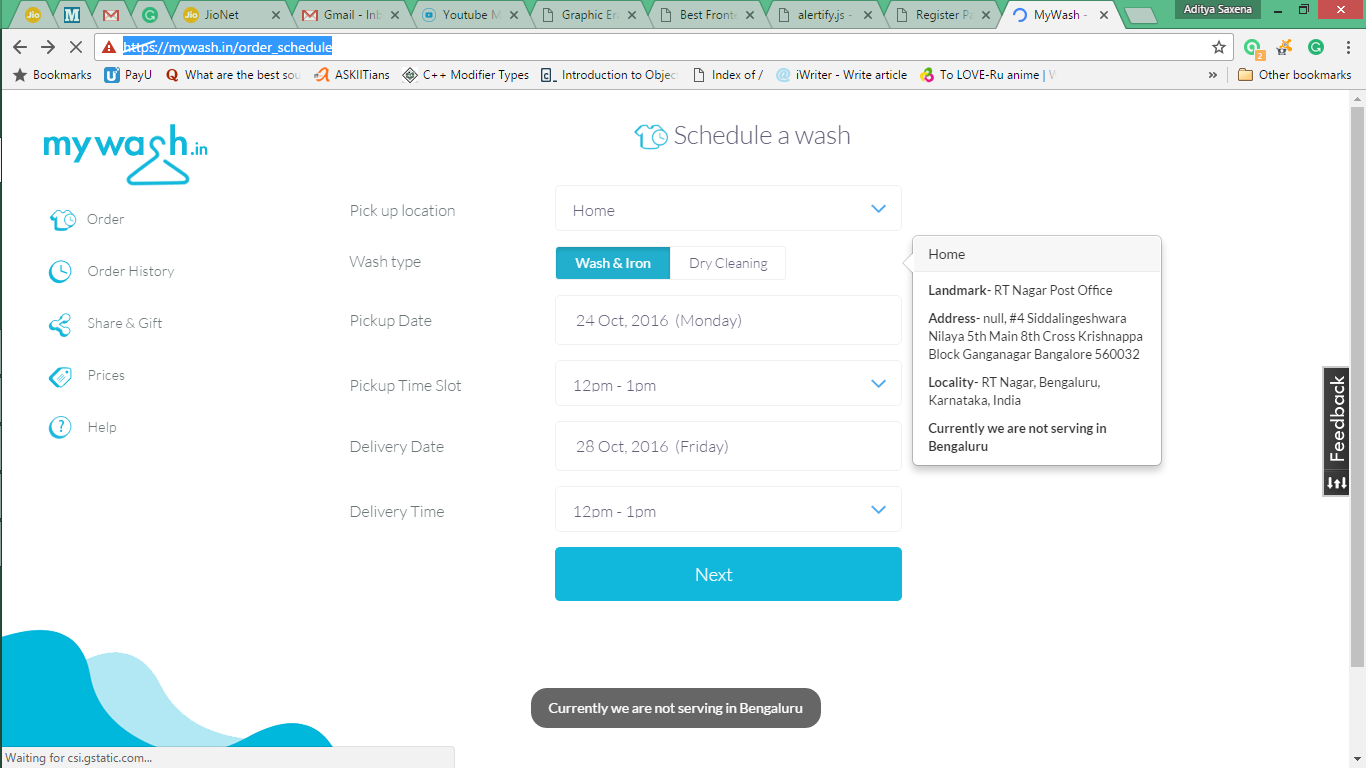 JioNet
Gmail - Inb
Youtube M
Graphic En
Best Fronte
alertify.js -
Register Pa
MyWash -
Aditya Saxena
https://mywash.in/order_schedule
2
Bookmarks
PayU
What are the best sou
ASKIITians
C++ Modifier Types
Introduction to Objec
Index of /
iWriter - Write article
To LOVE-Ru anime | W
»
Other bookmarks
mywash.in
Schedule a wash
Order
Order History
Share & Gift
Prices
Help
Pick up location
Home
Wash type
Wash & Iron
Dry Cleaning
Pickup Date
24 Oct, 2016 (Monday)
Pickup Time Slot
12pm - 1pm
Delivery Date
28 Oct, 2016 (Friday)
Delivery Time
12pm - 1pm
Next
Home
Landmark- RT Nagar Post Office
Address- null, #4 Siddalingeshwara
Nilaya 5th Main 8th Cross Krishnappa
Block Ganganagar Bangalore 560032
Locality- RT Nagar, Bengaluru,
Karnataka, India
Currently we are not serving in
Bengaluru
Feedback
Currently we are not serving in Bengaluru
Waiting for csi.gstatic.com...